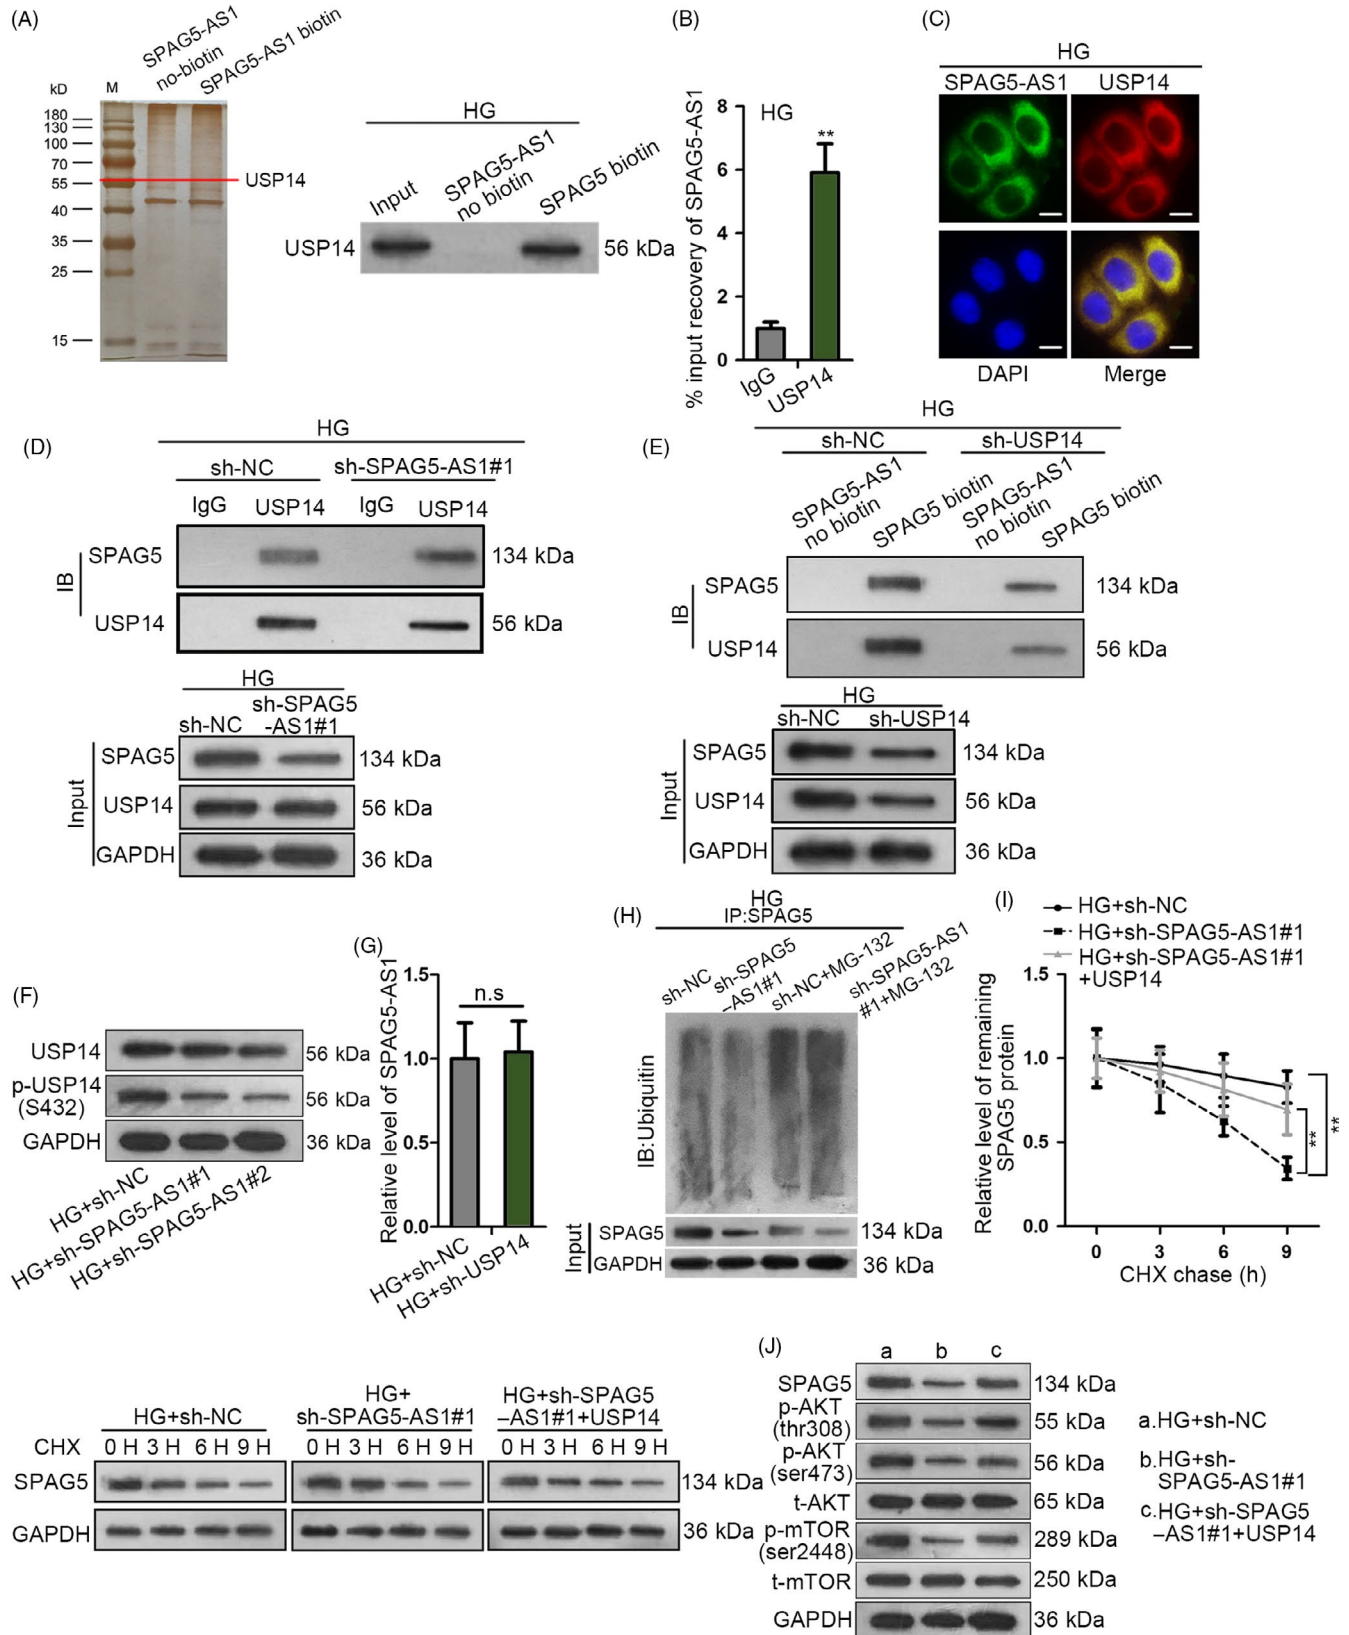 (A)
SPAG5-AS1
no-biotin
SPAG5-AS1 biotin
kD
M
180
130
100
70
55
40
35
25
15
USP14
HG
Input
SPAG5-AS1
no biotin
SPAG5 biotin
USP14
56 kDa
(B)
% input recovery of SPAG5-AS1
8
6
4
2
0
HG
**
IgG
USP14
(C)
HG
SPAG5-AS1
USP14
DAPI
Merge
(D)
HG
sh-NC
sh-SPAG5-AS1#1
IgG
USP14
IgG
USP14
IB
SPAG5
134 kDa
USP14
56 kDa
HG
sh-NC
sh-SPAG5
-AS1#1
Input
SPAG5
134 kDa
USP14
56 kDa
GAPDH
36 kDa
(E)
HG
sh-NC
sh-USP14
SPAG5-AS1
no biotin
SPAG5 biotin
SPAG5-AS1
no biotin
SPAG5 biotin
IB
SPAG5
134 kDa
USP14
56 kDa
HG
sh-NC
sh-USP14
Input
SPAG5
134 kDa
USP14
56 kDa
GAPDH
36 kDa
(F)
USP14
56 kDa
p-USP14
(S432)
56 kDa
GAPDH
36 kDa
HG+sh-NC
HG+sh-SPAG5-AS1#1
HG+sh-SPAG5-AS1#2
(G)
Relative level of SPAG5-AS1
1.5
1.0
0.5
0.0
n.s
HG+sh-NC
HG+sh-USP14
(H)
HG
IP:SPAG5
sh-NC
sh-SPAG5
–AS1#1
sh-NC+MG-132
sh-SPAG5-AS1
#1+MG-132
IB:Ubiquitin
Input
SPAG5
134 kDa
GAPDH
36 kDa
(I)
HG+sh-NC
HG+sh-SPAG5-AS1#1
HG+sh-SPAG5-AS1#1
+USP14
Relative level of remaining
SPAG5 protein
1.5
1.0
0.5
0.0
**
**
0
3
6
9
CHX chase (h)
HG+sh-NC
HG+
sh-SPAG5-AS1#1
HG+sh-SPAG5
–AS1#1+USP14
CHX
0 H 3 H 6 H 9 H
0 H 3 H 6 H 9 H
0 H 3 H 6 H 9 H
SPAG5
134 kDa
GAPDH
36 kDa
(J)
a
b
c
SPAG5
134 kDa
p-AKT
(thr308)
55 kDa
p-AKT
(ser473)
56 kDa
t-AKT
65 kDa
p-mTOR
(ser2448)
289 kDa
t-mTOR
250 kDa
GAPDH
36 kDa
a.HG+sh-NC
b.HG+sh-
SPAG5-AS1#1
c.HG+sh-SPAG5
–AS1#1+USP14